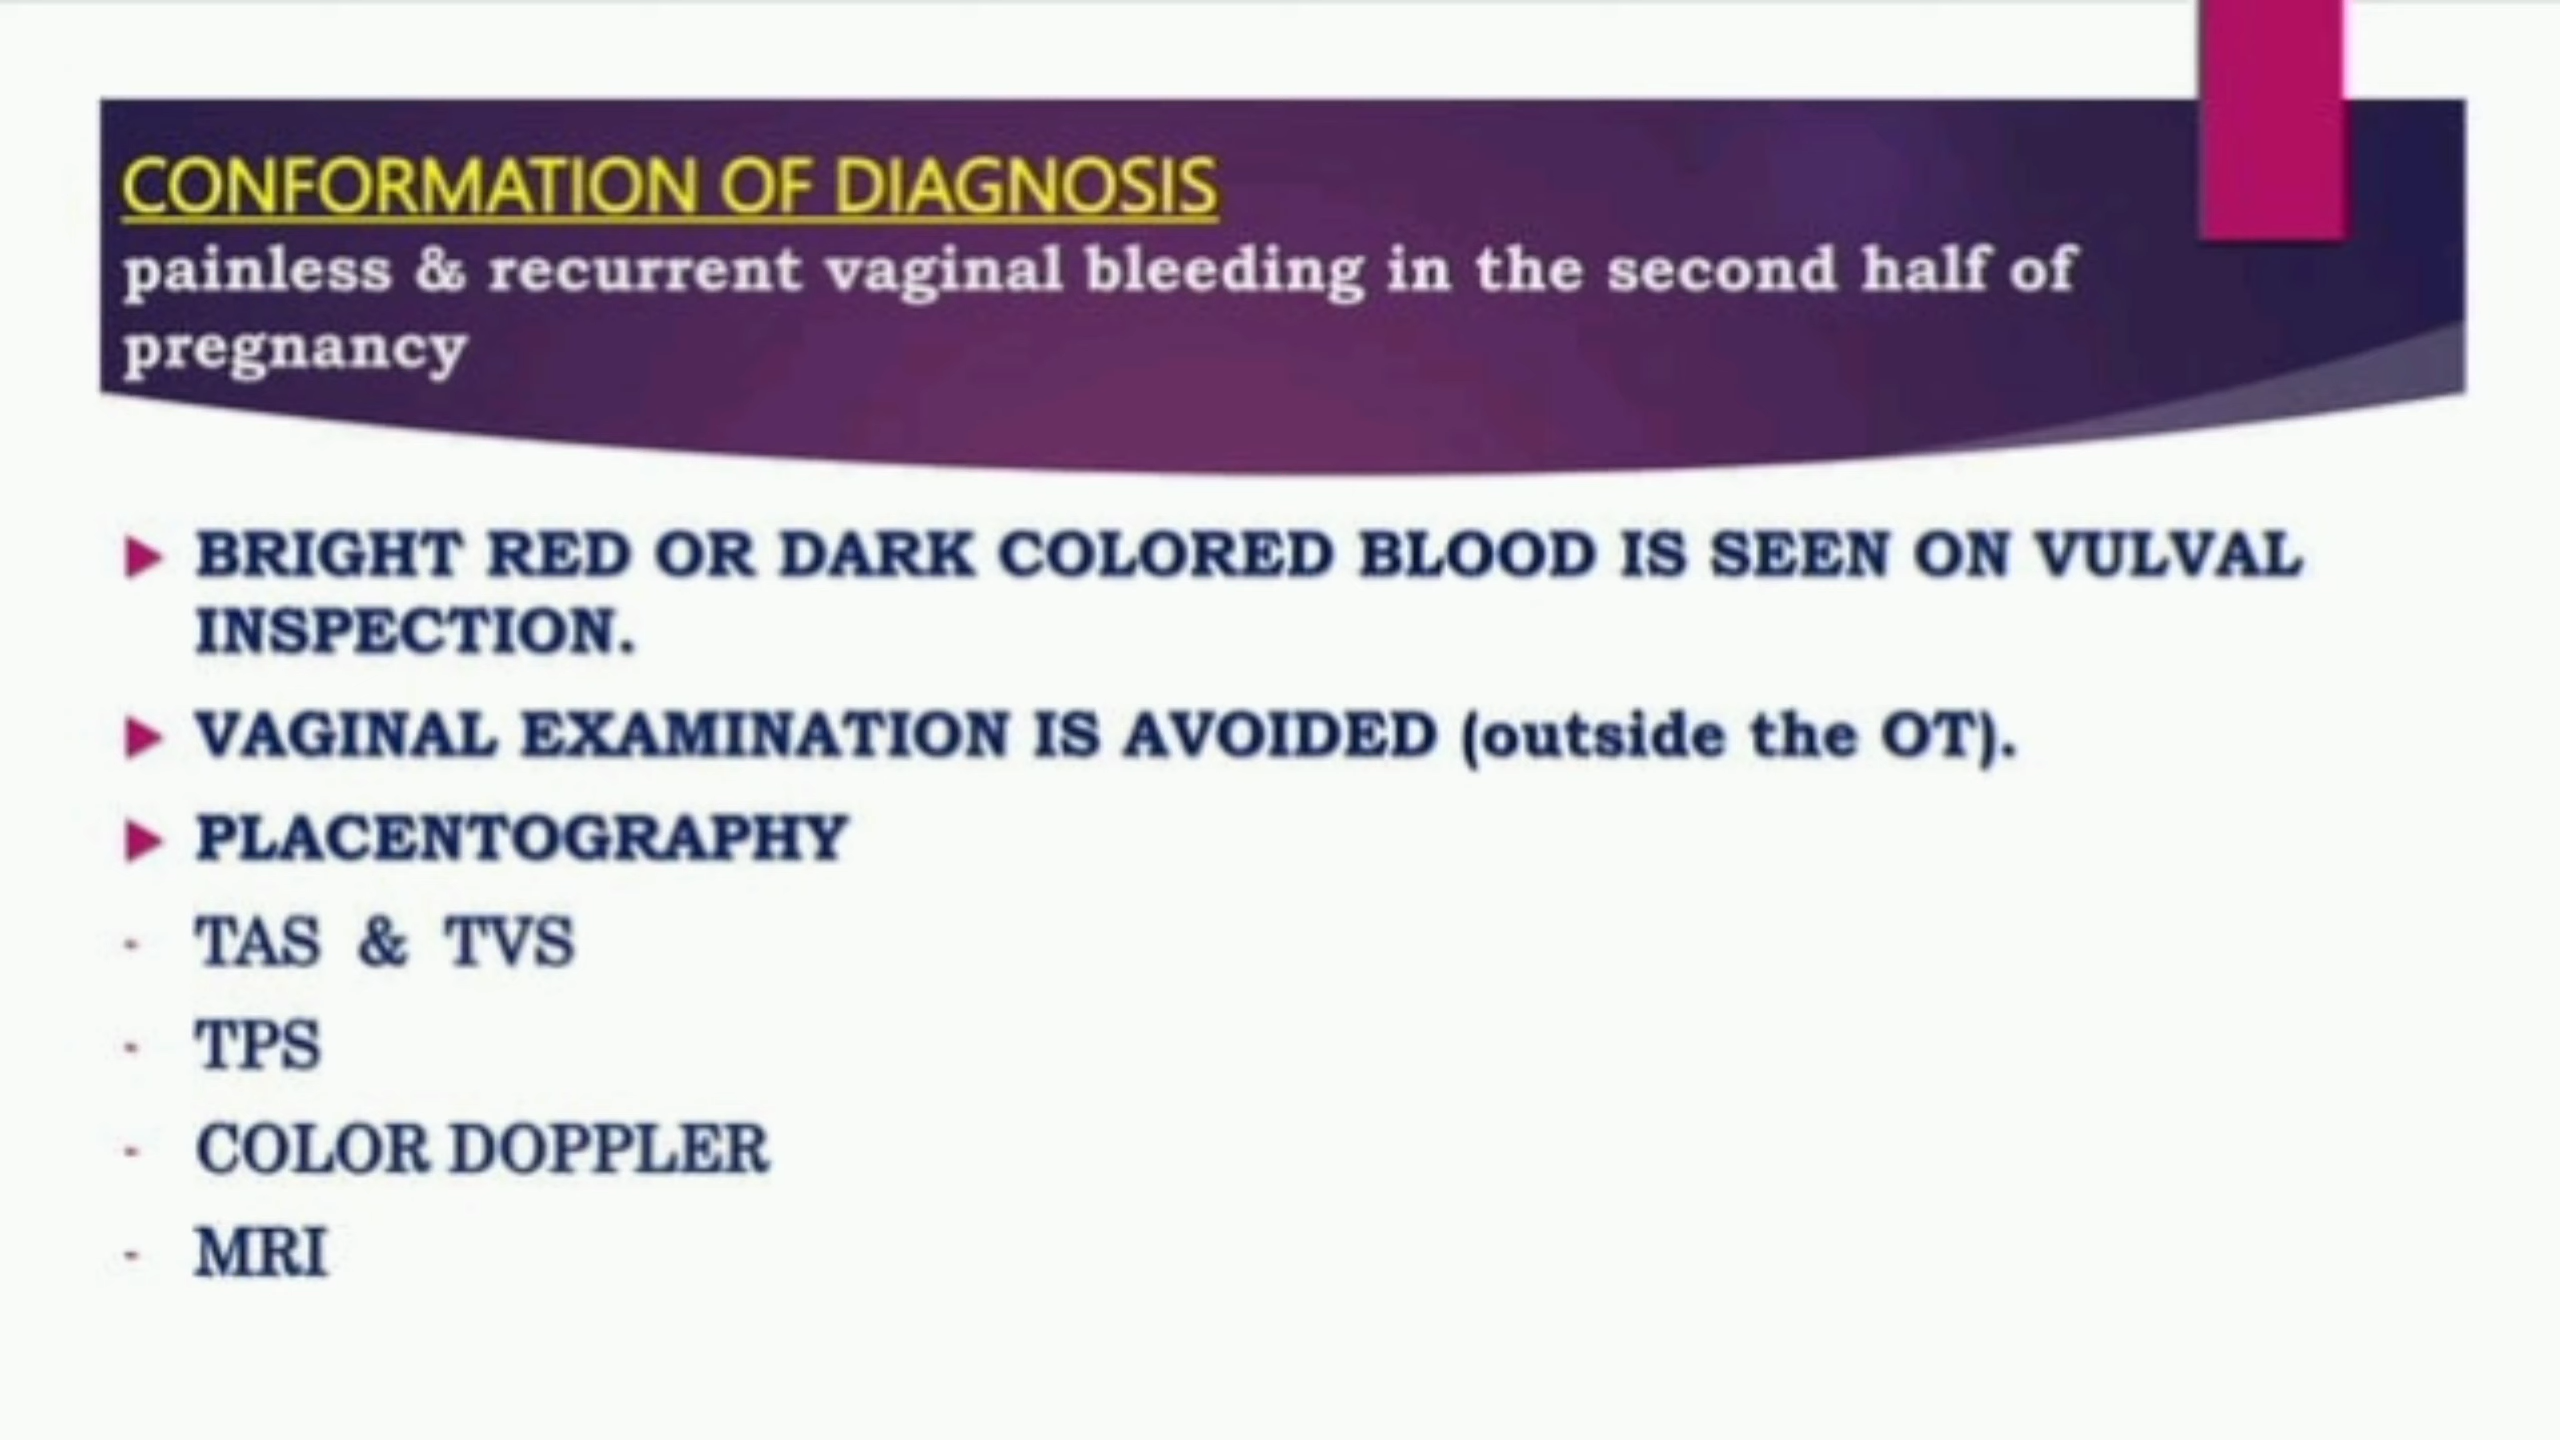 CONFORMATION OF DIAGNOSIS
painless & recurrent vaginal bleeding in the second half of
pregnancy
BRIGHT RED OR DARK COLORED BLOOD IS SEEN ON VULVAL
INSPECTION.
VAGINAL EXAMINATION IS AVOIDED (outside the OT).
PLACENTOGRAPHY
- TAS & TVS
- TPS
- COLOR DOPPLER
- MRI